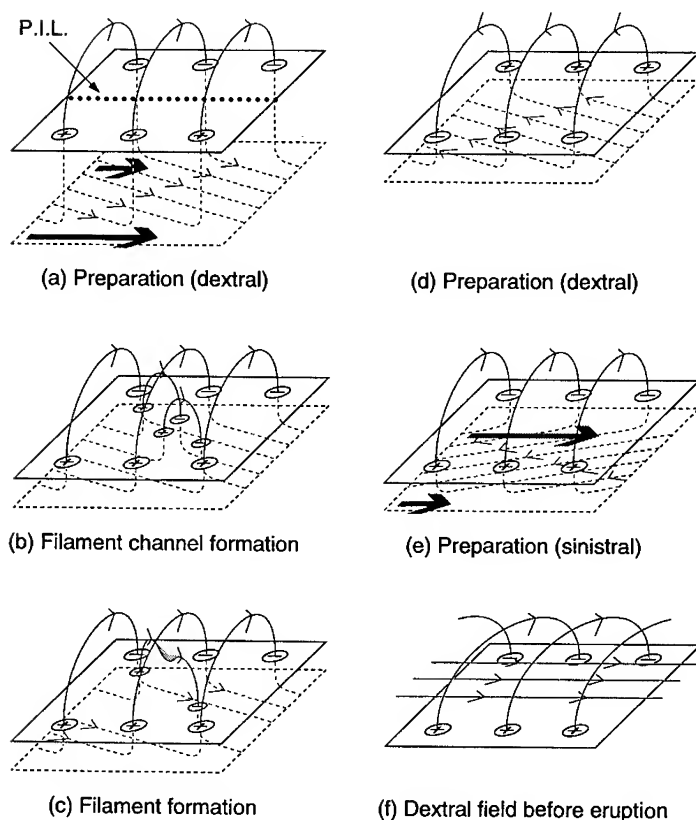 P.I.L.
(a) Preparation (dextral)
(d) Preparation (dextral)
(b) Filament channel formation
(e) Preparation (sinistral)
(c) Filament formation
(f) Dextral field before eruption